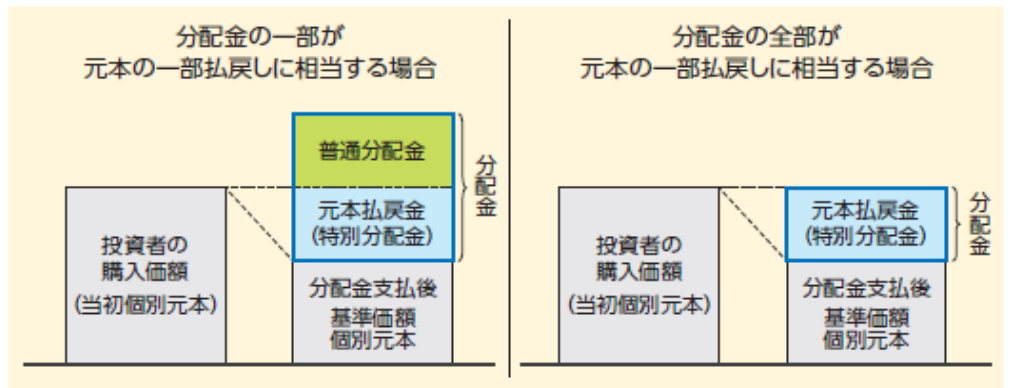 分配金の一部が
元本の一部払戻しに相当する場合
普通分配金
元本払戻金
(特別分配金)
分配金
投資者の
購入価額
(当初個別元本)
分配金支払後
基準価額
個別元本
分配金の全部が
元本の一部払戻しに相当する場合
元本払戻金
(特別分配金)
分配金
投資者の
購入価額
(当初個別元本)
分配金支払後
基準価額
個別元本